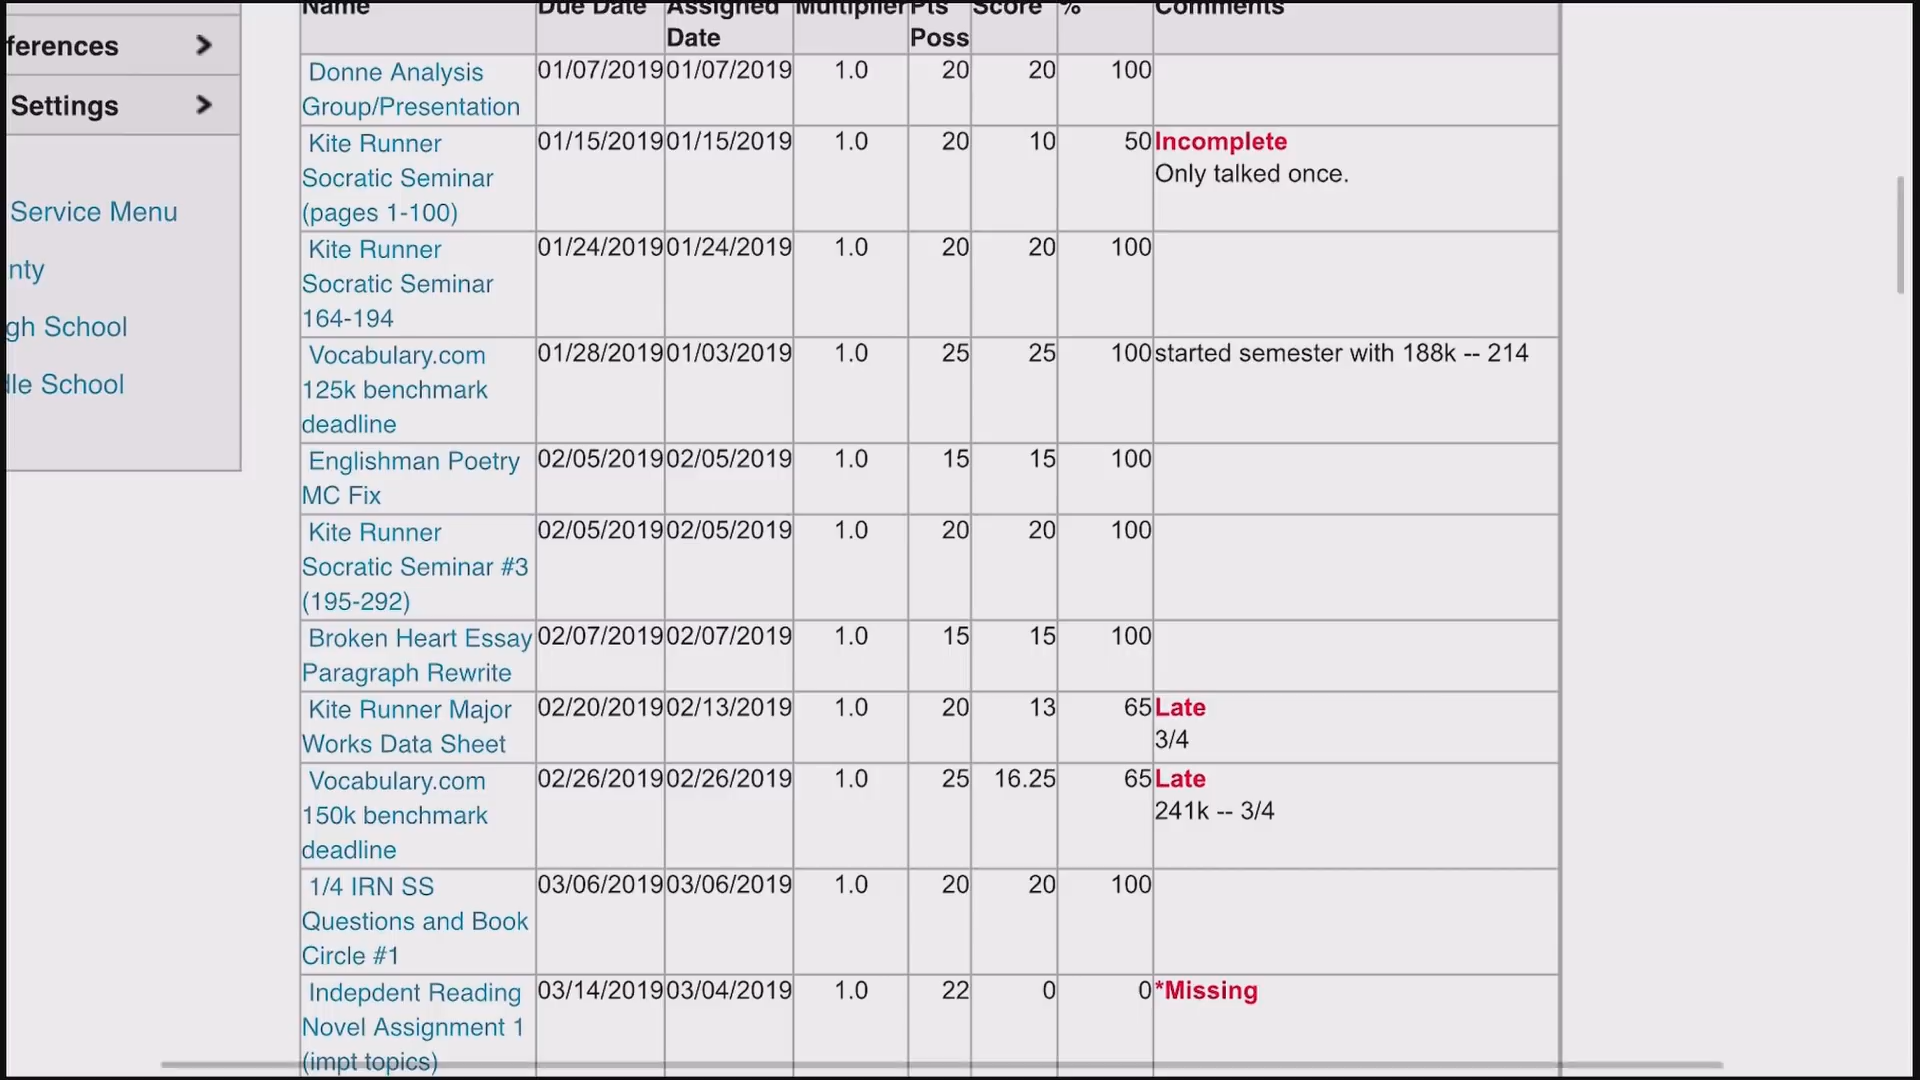 Name Due Date Assigned Date Multiplier Pts Poss Score % Comments
ferences
Settings
Service Menu
nty
gh School
dle School
Donne Analysis 01/07/2019 01/07/2019 1.0 20 20 100
Group/Presentation
Kite Runner 01/15/2019 01/15/2019 1.0 20 10 50 Incomplete
Socratic Seminar Only talked once.
(pages 1-100)
Kite Runner 01/24/2019 01/24/2019 1.0 20 20 100
Socratic Seminar
164-194
Vocabulary.com 01/28/2019 01/03/2019 1.0 25 25 100 started semester with 188k -- 214
125k benchmark
deadline
Englishman Poetry 02/05/2019 02/05/2019 1.0 15 15 100
MC Fix
Kite Runner 02/05/2019 02/05/2019 1.0 20 20 100
Socratic Seminar #3
(195-292)
Broken Heart Essay 02/07/2019 02/07/2019 1.0 15 15 100
Paragraph Rewrite
Kite Runner Major 02/20/2019 02/13/2019 1.0 20 13 65 Late
Works Data Sheet 3/4
Vocabulary.com 02/26/2019 02/26/2019 1.0 25 16.25 65 Late
150k benchmark 241k -- 3/4
deadline
1/4 IRN SS 03/06/2019 03/06/2019 1.0 20 20 100
Questions and Book
Circle #1
Indepdent Reading 03/14/2019 03/04/2019 1.0 22 0 0 *Missing
Novel Assignment 1
(impt topics)